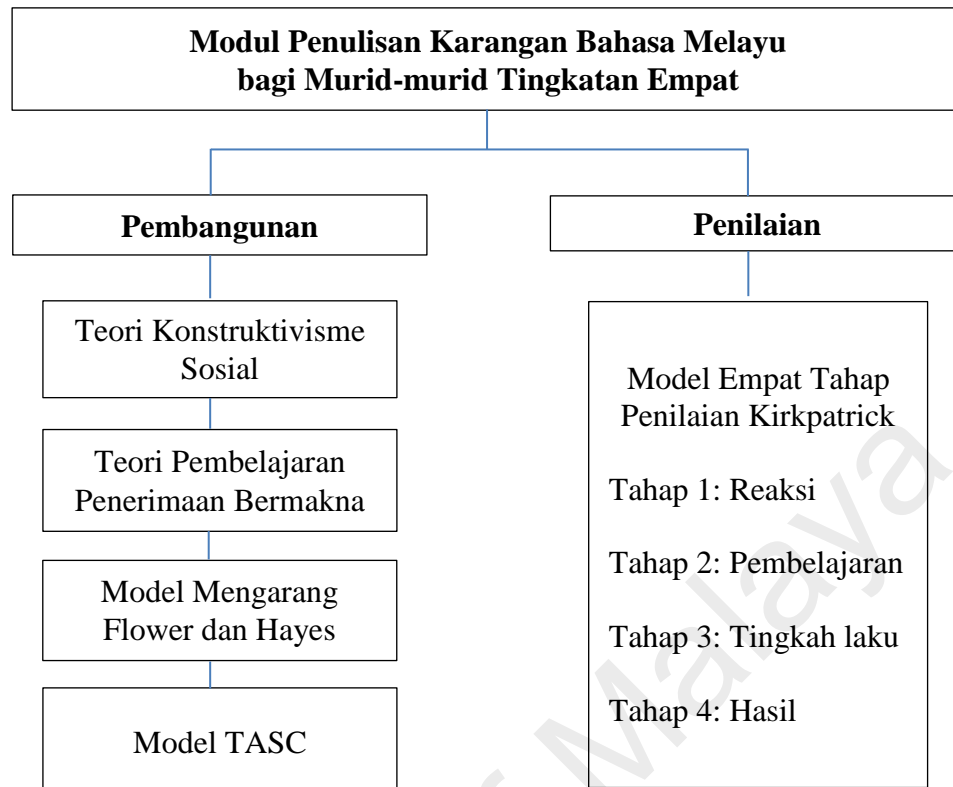 Modul Penulisan Karangan Bahasa Melayu
bagi Murid-murid Tingkatan Empat
Pembangunan
Penilaian
Teori Konstruktivisme
Sosial
Teori Pembelajaran
Penerimaan Bermakna
Model Mengarang
Flower dan Hayes
Model TASC
Model Empat Tahap
Penilaian Kirkpatrick
Tahap 1: Reaksi
Tahap 2: Pembelajaran
Tahap 3: Tingkah laku
Tahap 4: Hasil
Malaya